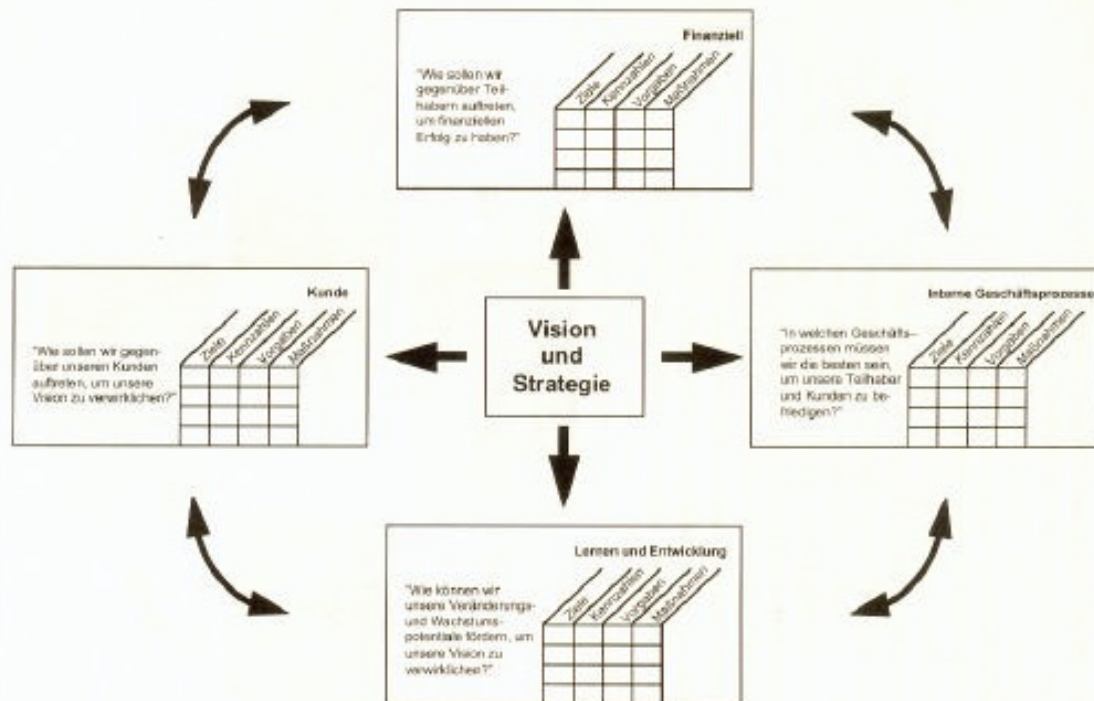 Finanziell
"Wie sollen wir
gegenüber Teil-
habern auftreten,
um finanziellen
Erfolg zu haben?"
Ziele
Kennzahlen
Vorgaben
Maßnahmen
Kunde
"Wie sollen wir gegen-
über unseren Kunden
auftreten, um unsere
Vision zu verwirklichen?"
Ziele
Kennzahlen
Vorgaben
Maßnahmen
Vision
und
Strategie
Interne Geschäftsprozesse
"In welchen Geschäfts-
prozessen müssen
wir die besten sein,
um unsere Teilhaber
und Kunden zu be-
friedigen?"
Ziele
Kennzahlen
Vorgaben
Maßnahmen
Lernen und Entwicklung
"Wie können wir
unsere Veränderungs-
und Wachstums-
potentiale fördern, um
unsere Vision zu
verwirklichen?"
Ziele
Kennzahlen
Vorgaben
Maßnahmen